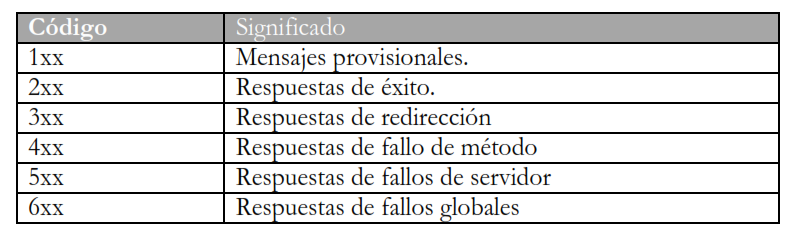 Código Significado
1xx Mensajes provisionales.
2xx Respuestas de éxito.
3xx Respuestas de redirección
4xx Respuestas de fallo de método
5xx Respuestas de fallos de servidor
6xx Respuestas de fallos globales